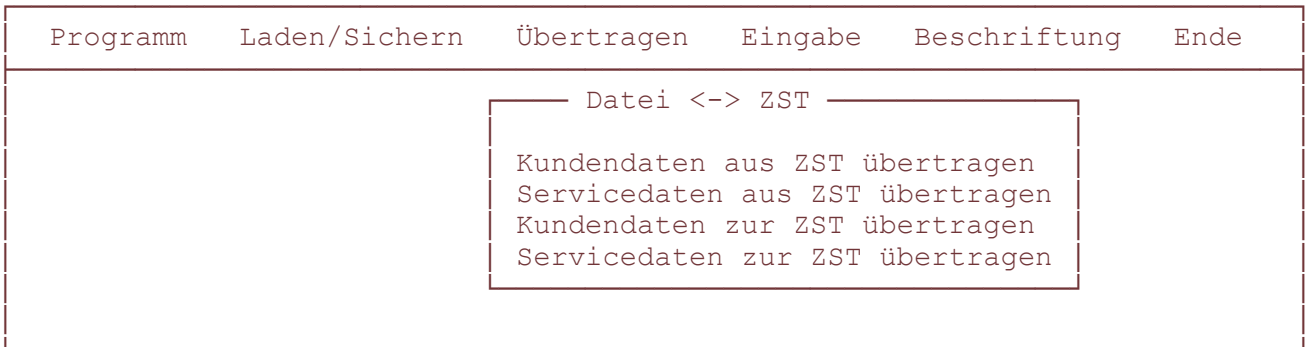 Programm Laden/Sichern Übertragen Eingabe Beschriftung Ende
Datei <-> ZST
Kundendaten aus ZST übertragen
Servicedaten aus ZST übertragen
Kundendaten zur ZST übertragen
Servicedaten zur ZST übertragen